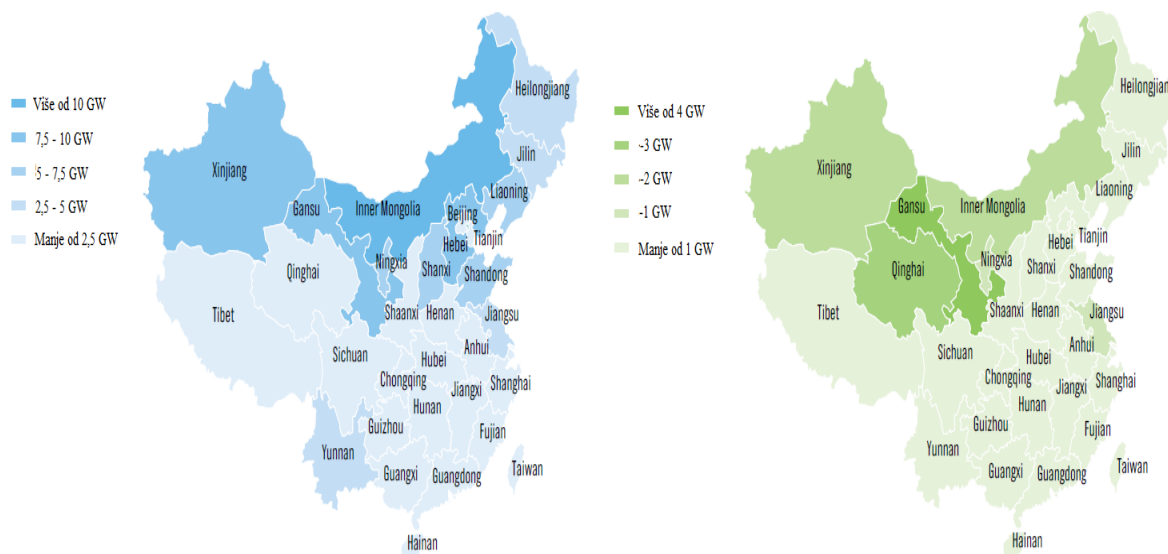 Više od 10 GW
7,5 - 10 GW
5 - 7,5 GW
2,5 - 5 GW
Manje od 2,5 GW
Heilongjiang
Jilin
Liaoning
Xinjiang
Gansu
Inner Mongolia
Beijing
Tianjin
Hebei
Ningxia
Shanxi
Shandong
Qinghai
Tibet
Shaanxi
Henan
Jiangsu
Sichuan
Hubei
Anhui
Chongqing
Jiangxi
Shanghai
Hunan
Guizhou
Fujian
Yunnan
Guangxi
Guangdong
Taiwan
Hainan
Više od 4 GW
~3 GW
~2 GW
~1 GW
Manje od 1 GW
Heilongjian
Jilin
Liaoning
Xinjiang
Gansu
Inner Mongolia
Hebei
Tianjin
Ningxia
Shanxi
Shandong
Qinghai
Tibet
Shaanxi
Henan
Jiangsu
Sichuan
Hubei
Anhui
Chongqing
Jiangxi
Shanghai
Hunan
Guizhou
Fujian
Yunnan
Guangxi
Guangdong
Taiwan
Hainan